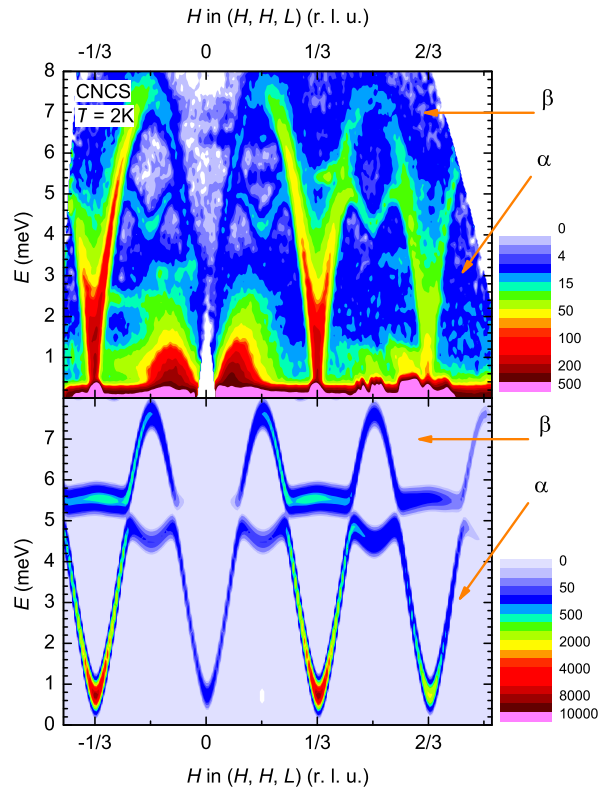 H in (H, H, L) (r. l. u.)
-1/3 0 1/3 2/3
8
CNCS
T = 2K
7
6
5
4
3
2
1
E (meV)
β
α
0
4
15
50
100
200
500
7
6
5
4
3
2
1
0
E (meV)
β
α
0
50
500
2000
4000
8000
10000
-1/3 0 1/3 2/3
H in (H, H, L) (r. l. u.)